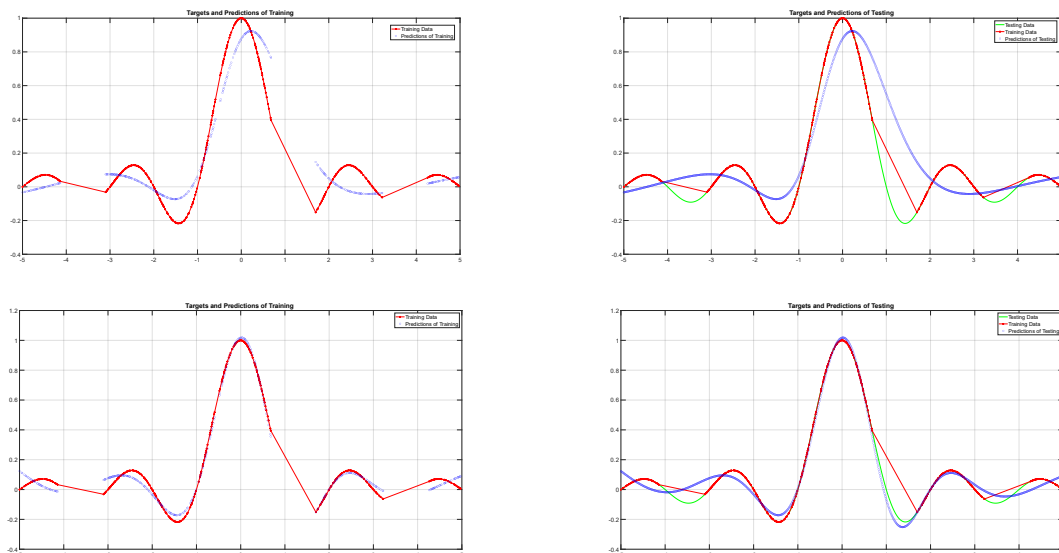 Targets and Predictions of Training
1
0.8
0.6
0.4
0.2
0
-0.2
-0.4
-5 -4 -3 -2 -1 0 1 2 3 4 5
Training Data
Predictions of Training
Targets and Predictions of Testing
1
0.8
0.6
0.4
0.2
0
-0.2
-0.4
-5 -4 -3 -2 -1 0 1 2 3 4
Testing Data
Training Data
Predictions of Testing
Targets and Predictions of Training
1.2
1
0.8
0.6
0.4
0.2
0
-0.2
-0.4
Training Data
Predictions of Training
Targets and Predictions of Testing
1.2
1
0.8
0.6
0.4
0.2
0
-0.2
-0.4
Testing Data
Training Data
Predictions of Testing